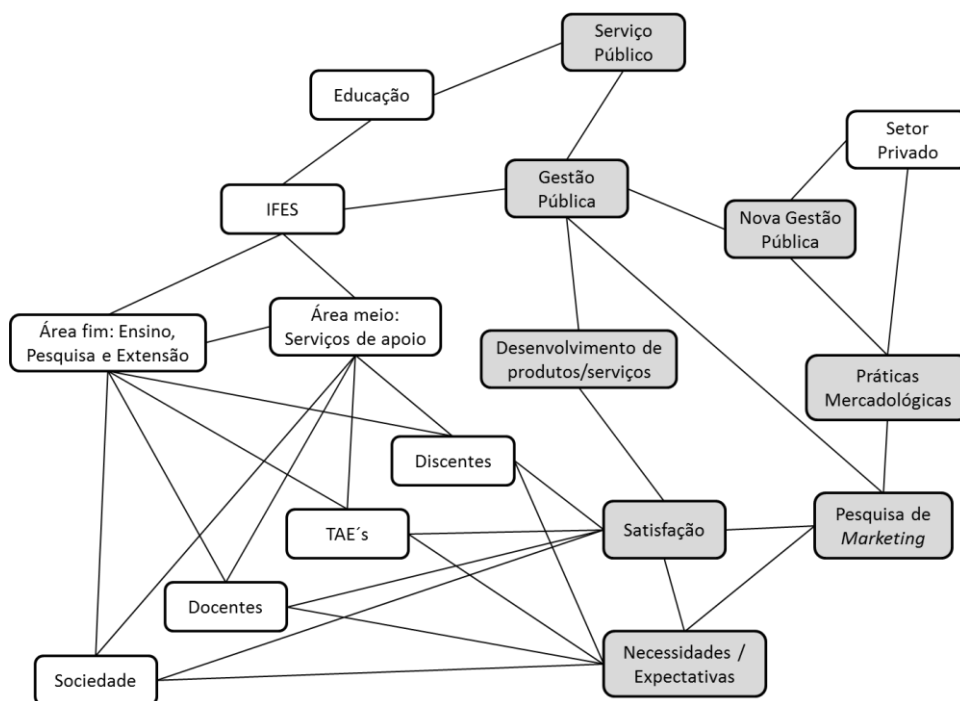 Serviço
Público
Educação
Setor
Privado
Gestão
Pública
IFES
Nova Gestão
Pública
Área fim: Ensino,
Pesquisa e Extensão
Área meio:
Serviços de apoio
Desenvolvimento de
produtos/serviços
Práticas
Mercadológicas
Discentes
TAE´s
Satisfação
Pesquisa de
Marketing
Docentes
Sociedade
Necessidades /
Expectativas